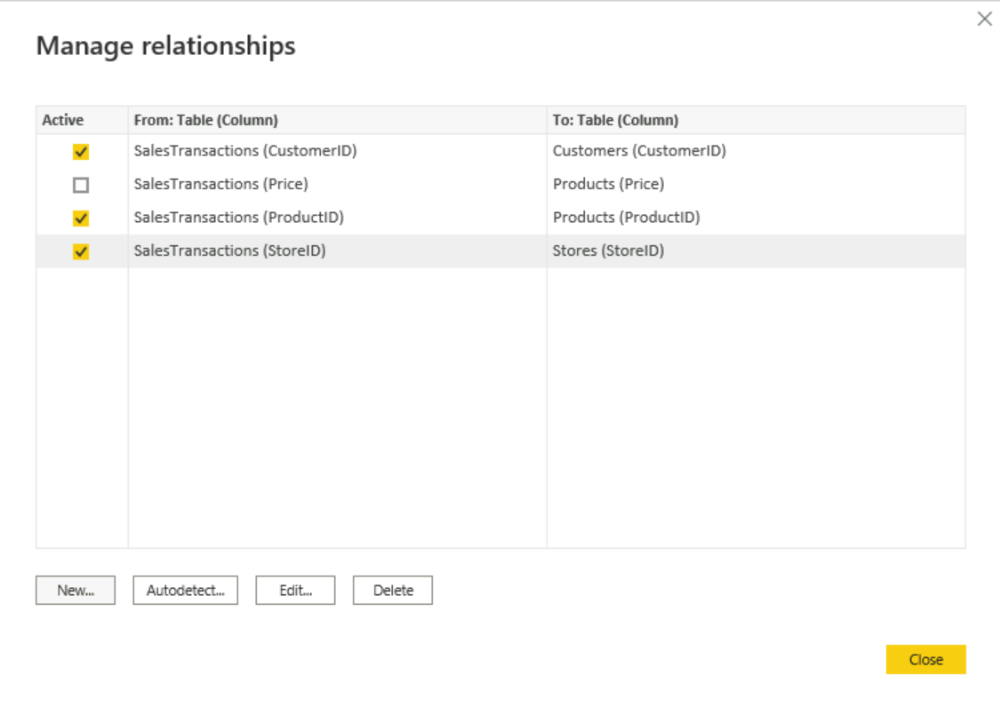 Manage relationships
Active From: Table (Column) To: Table (Column)
SalesTransactions (CustomerID) Customers (CustomerID)
SalesTransactions (Price) Products (Price)
SalesTransactions (ProductID) Products (ProductID)
SalesTransactions (StoreID) Stores (StoreID)
New... Autodetect... Edit... Delete
Close